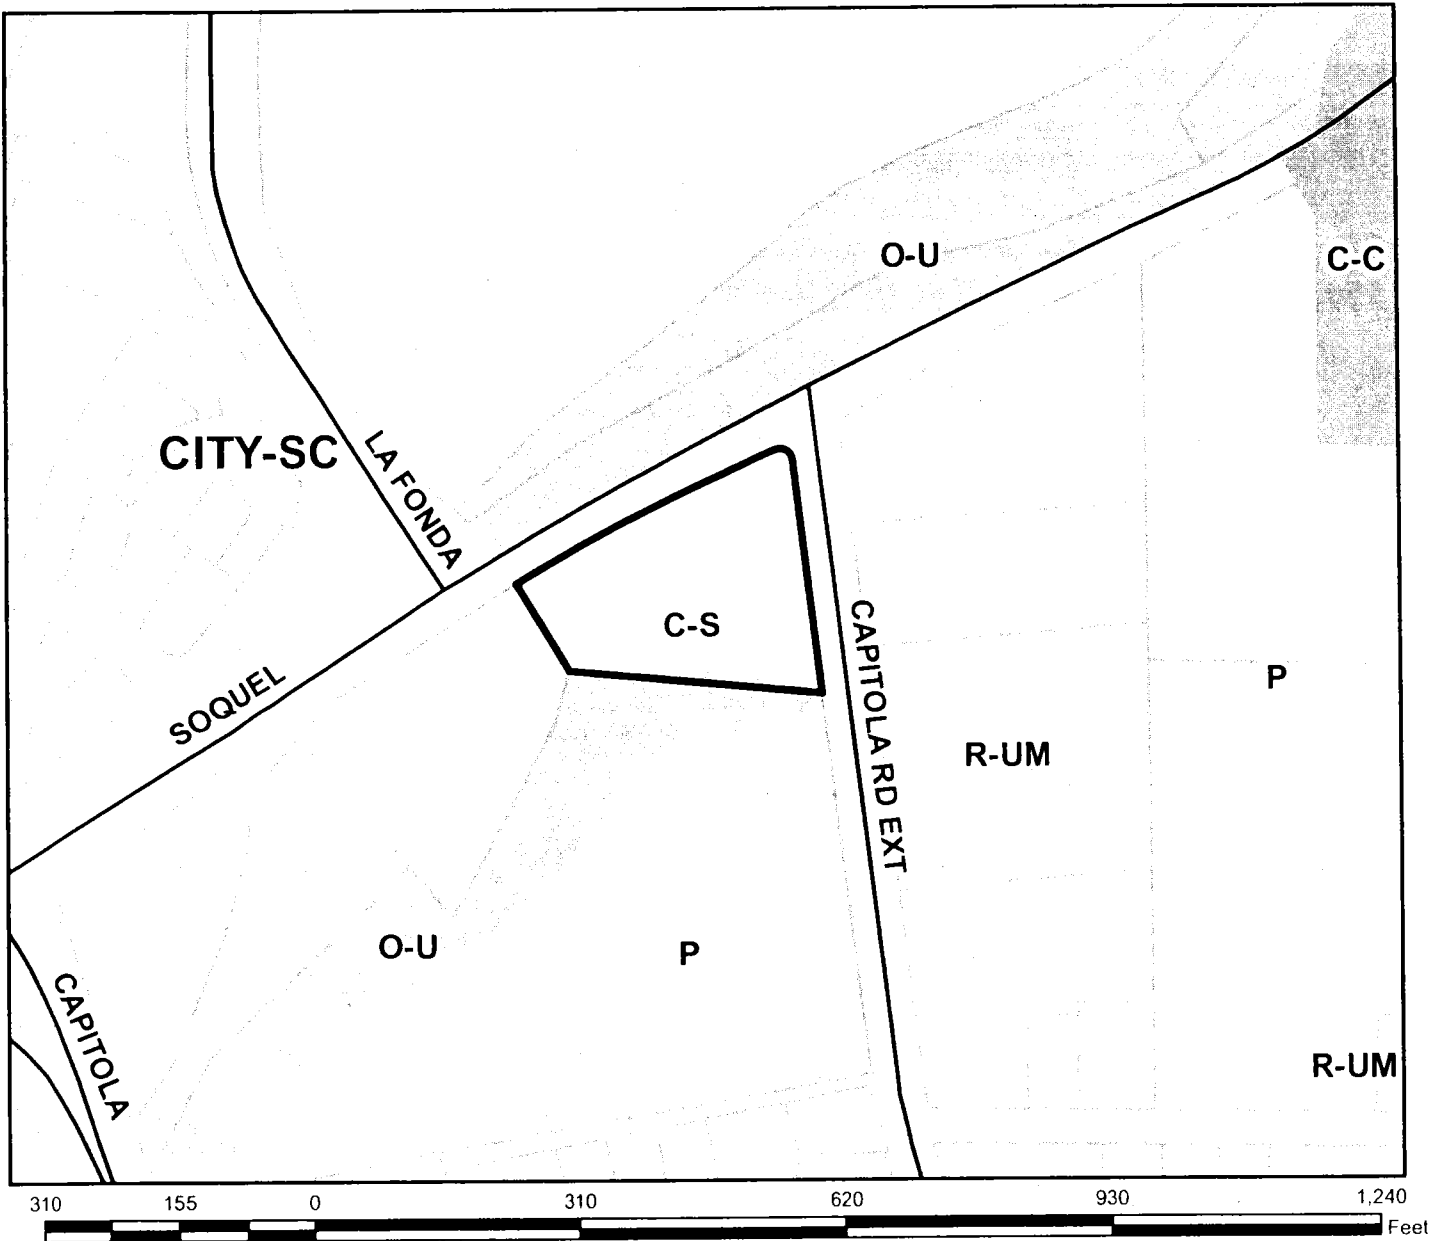 O-U
C-C
CITY-SC
LA FONDA
C-S
SOQUEL
CAPITOLA RD EXT
P
R-UM
O-U
P
CAPITOLA
R-UM
310 155 0 310 620 930 1,240
Feet